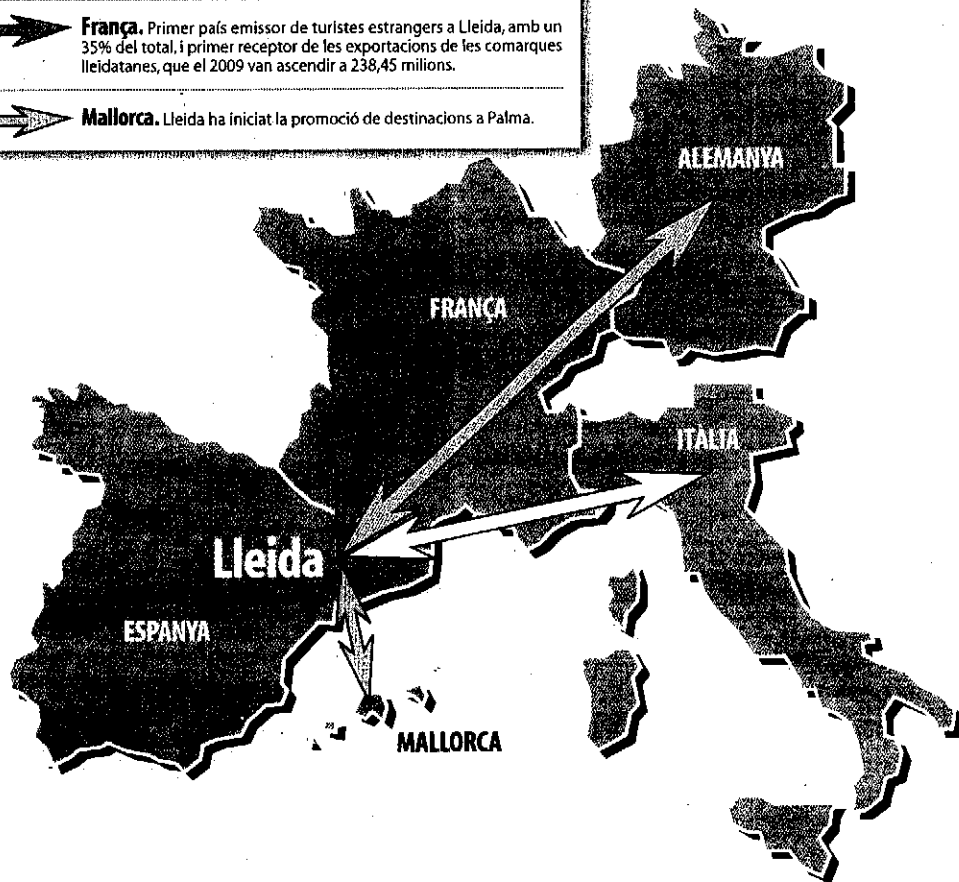 França. Primer país emissor de turistes estrangers a Lleida, amb un
35% del total, i primer receptor de les exportacions de les comarques
lleidatanes, que el 2009 van ascendir a 238,45 milions.
Mallorca. Lleida ha iniciat la promoció de destinacions a Palma.
ALEMANYA
FRANÇA
ITÀLIA
Lleida
ESPANYA
MALLORCA